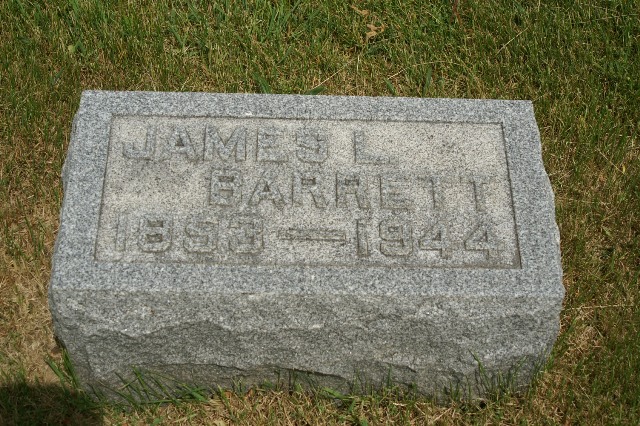 JAMES L.
BARRETT
1893 — 1944